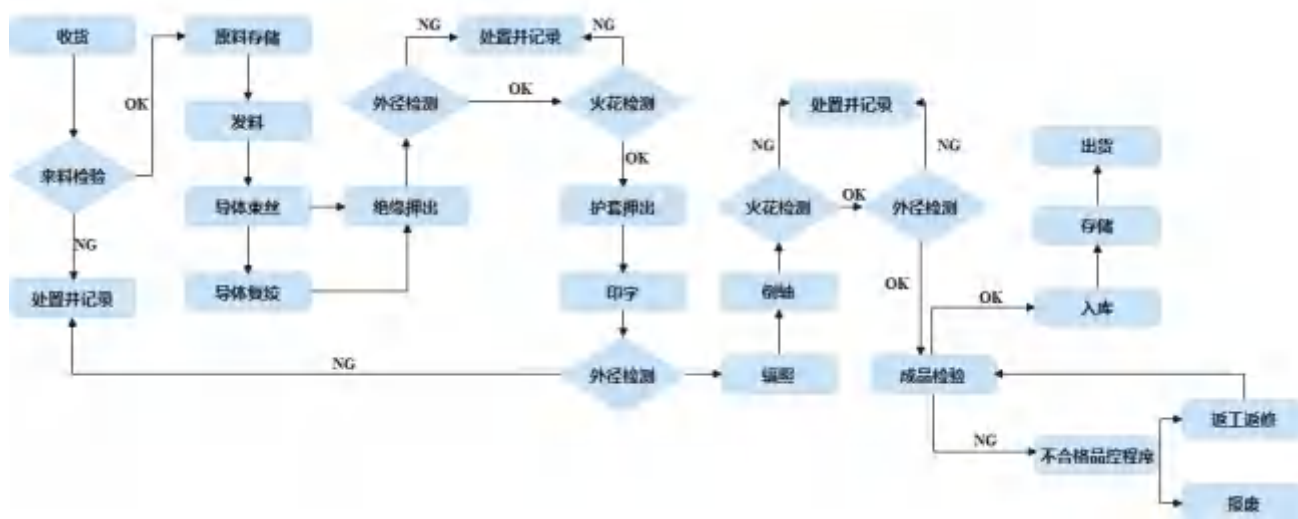 收货
OK
来料检验
NG
处置并记录
原料存储
发料
导体束丝
导体复绞
绝缘押出
外径检测
NG
处置并记录
NG
OK
火花检测
OK
护套押出
印字
外径检测
NG
辐照
倒轴
火花检测
NG
处置并记录
NG
OK
外径检测
OK
成品检验
OK
入库
存储
出货
NG
不合格品控程库
返工返修
报废